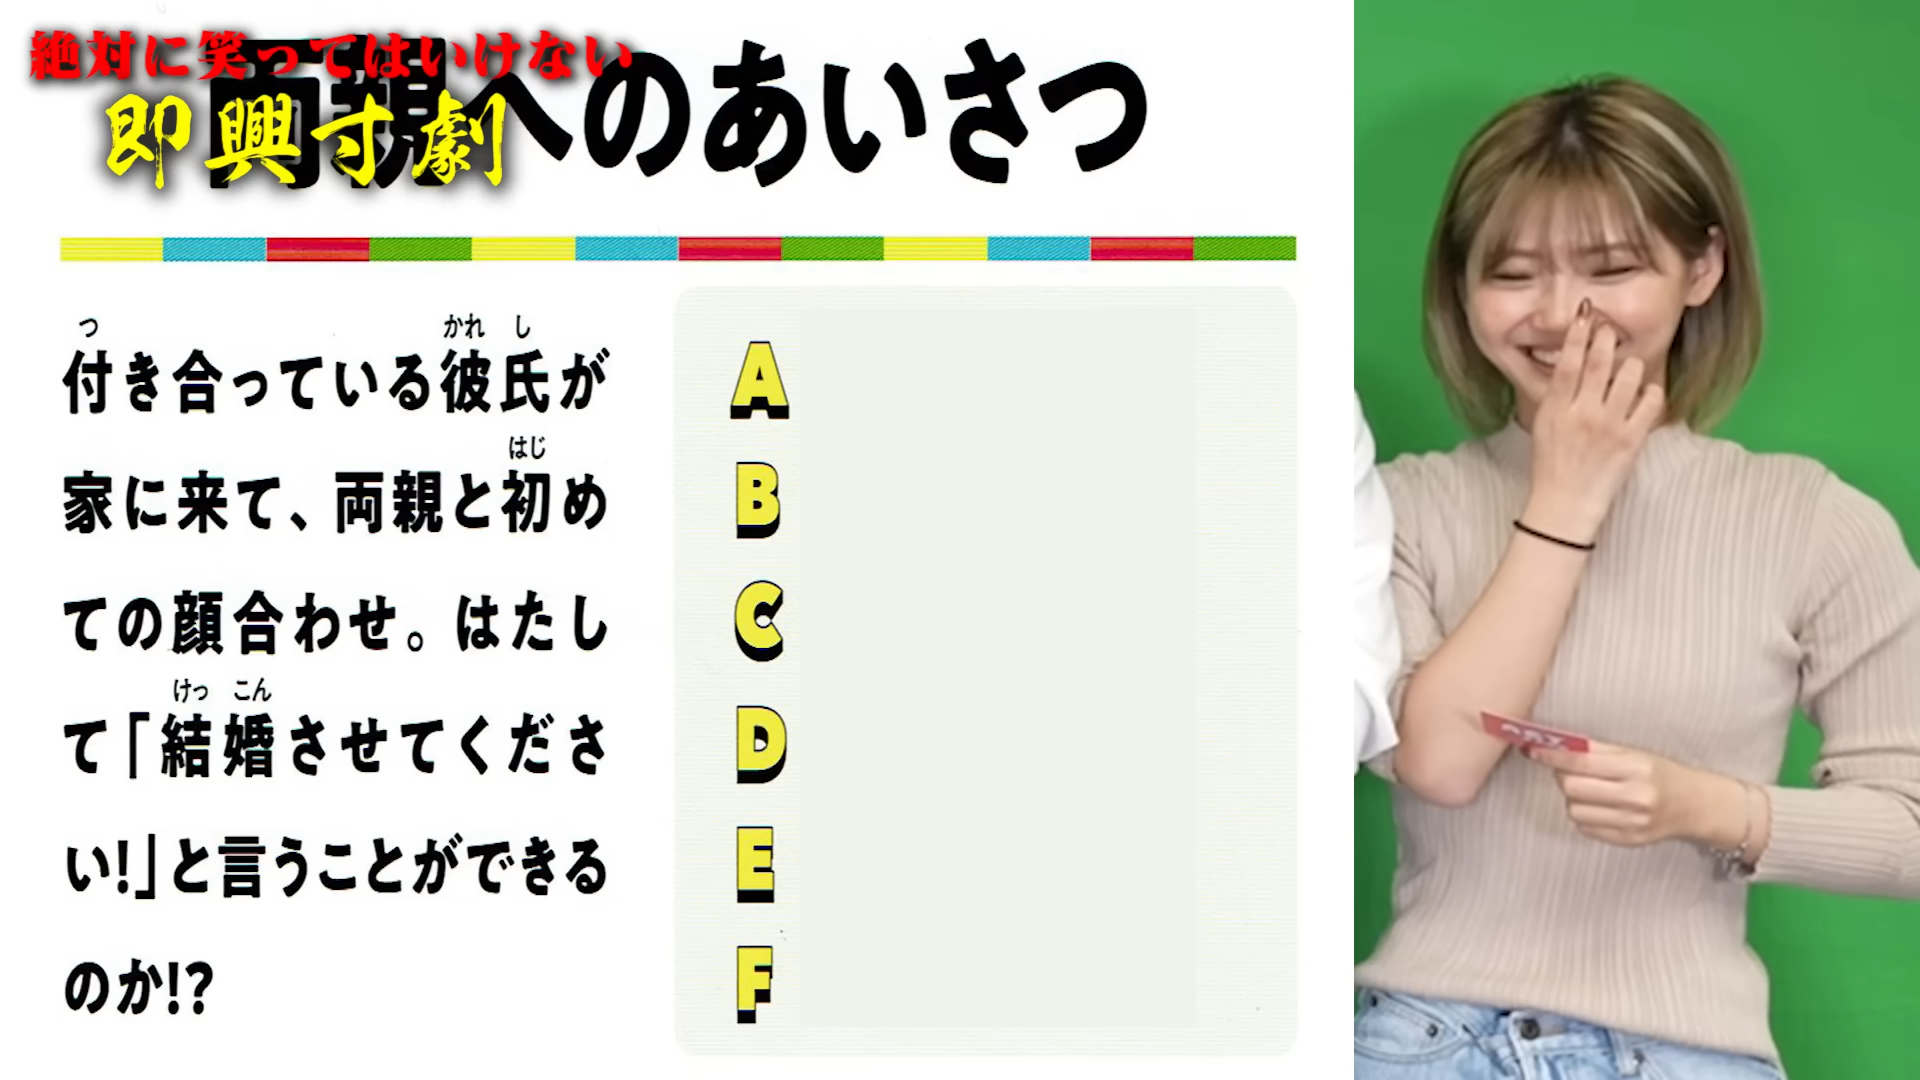 絶対に笑ってはいけない
即興寸劇
両親へのあいさつ
付き合っている彼氏が
家に来て、両親と初め
ての顔合わせ。はたし
て「結婚させてくださ
い!」と言うことができる
のか!?
つ
かれ し
はじ
けっ こん
A
B
C
D
E
F